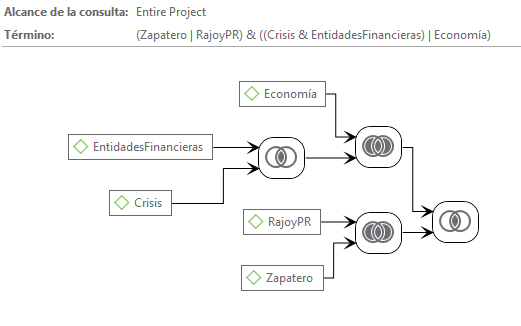 Alcance de la consulta: Entire Project
Término: (Zapatero | RajoyPR) & ((Crisis & EntidadesFinancieras) | Economía)
Economía
EntidadesFinancieras
Crisis
RajoyPR
Zapatero